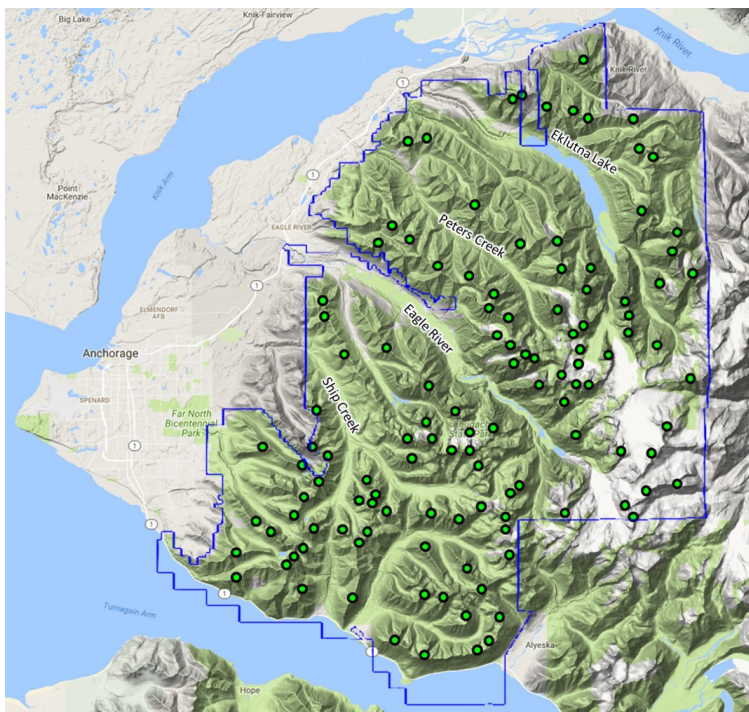 Big Lake
Knik-Fairview
Knik River
Knik River
1
Eklutna Lake
Point
MacKenzie
Knik Arm
1
EAGLE RIVER
Peters Creek
1
ELMENDORF
AFB
Eagle River
Anchorage
SPENARD
Far North
Bicentennial
Park
Ship Creek
1
1
Turnagain Arm
1
1
Alyeska
Hope